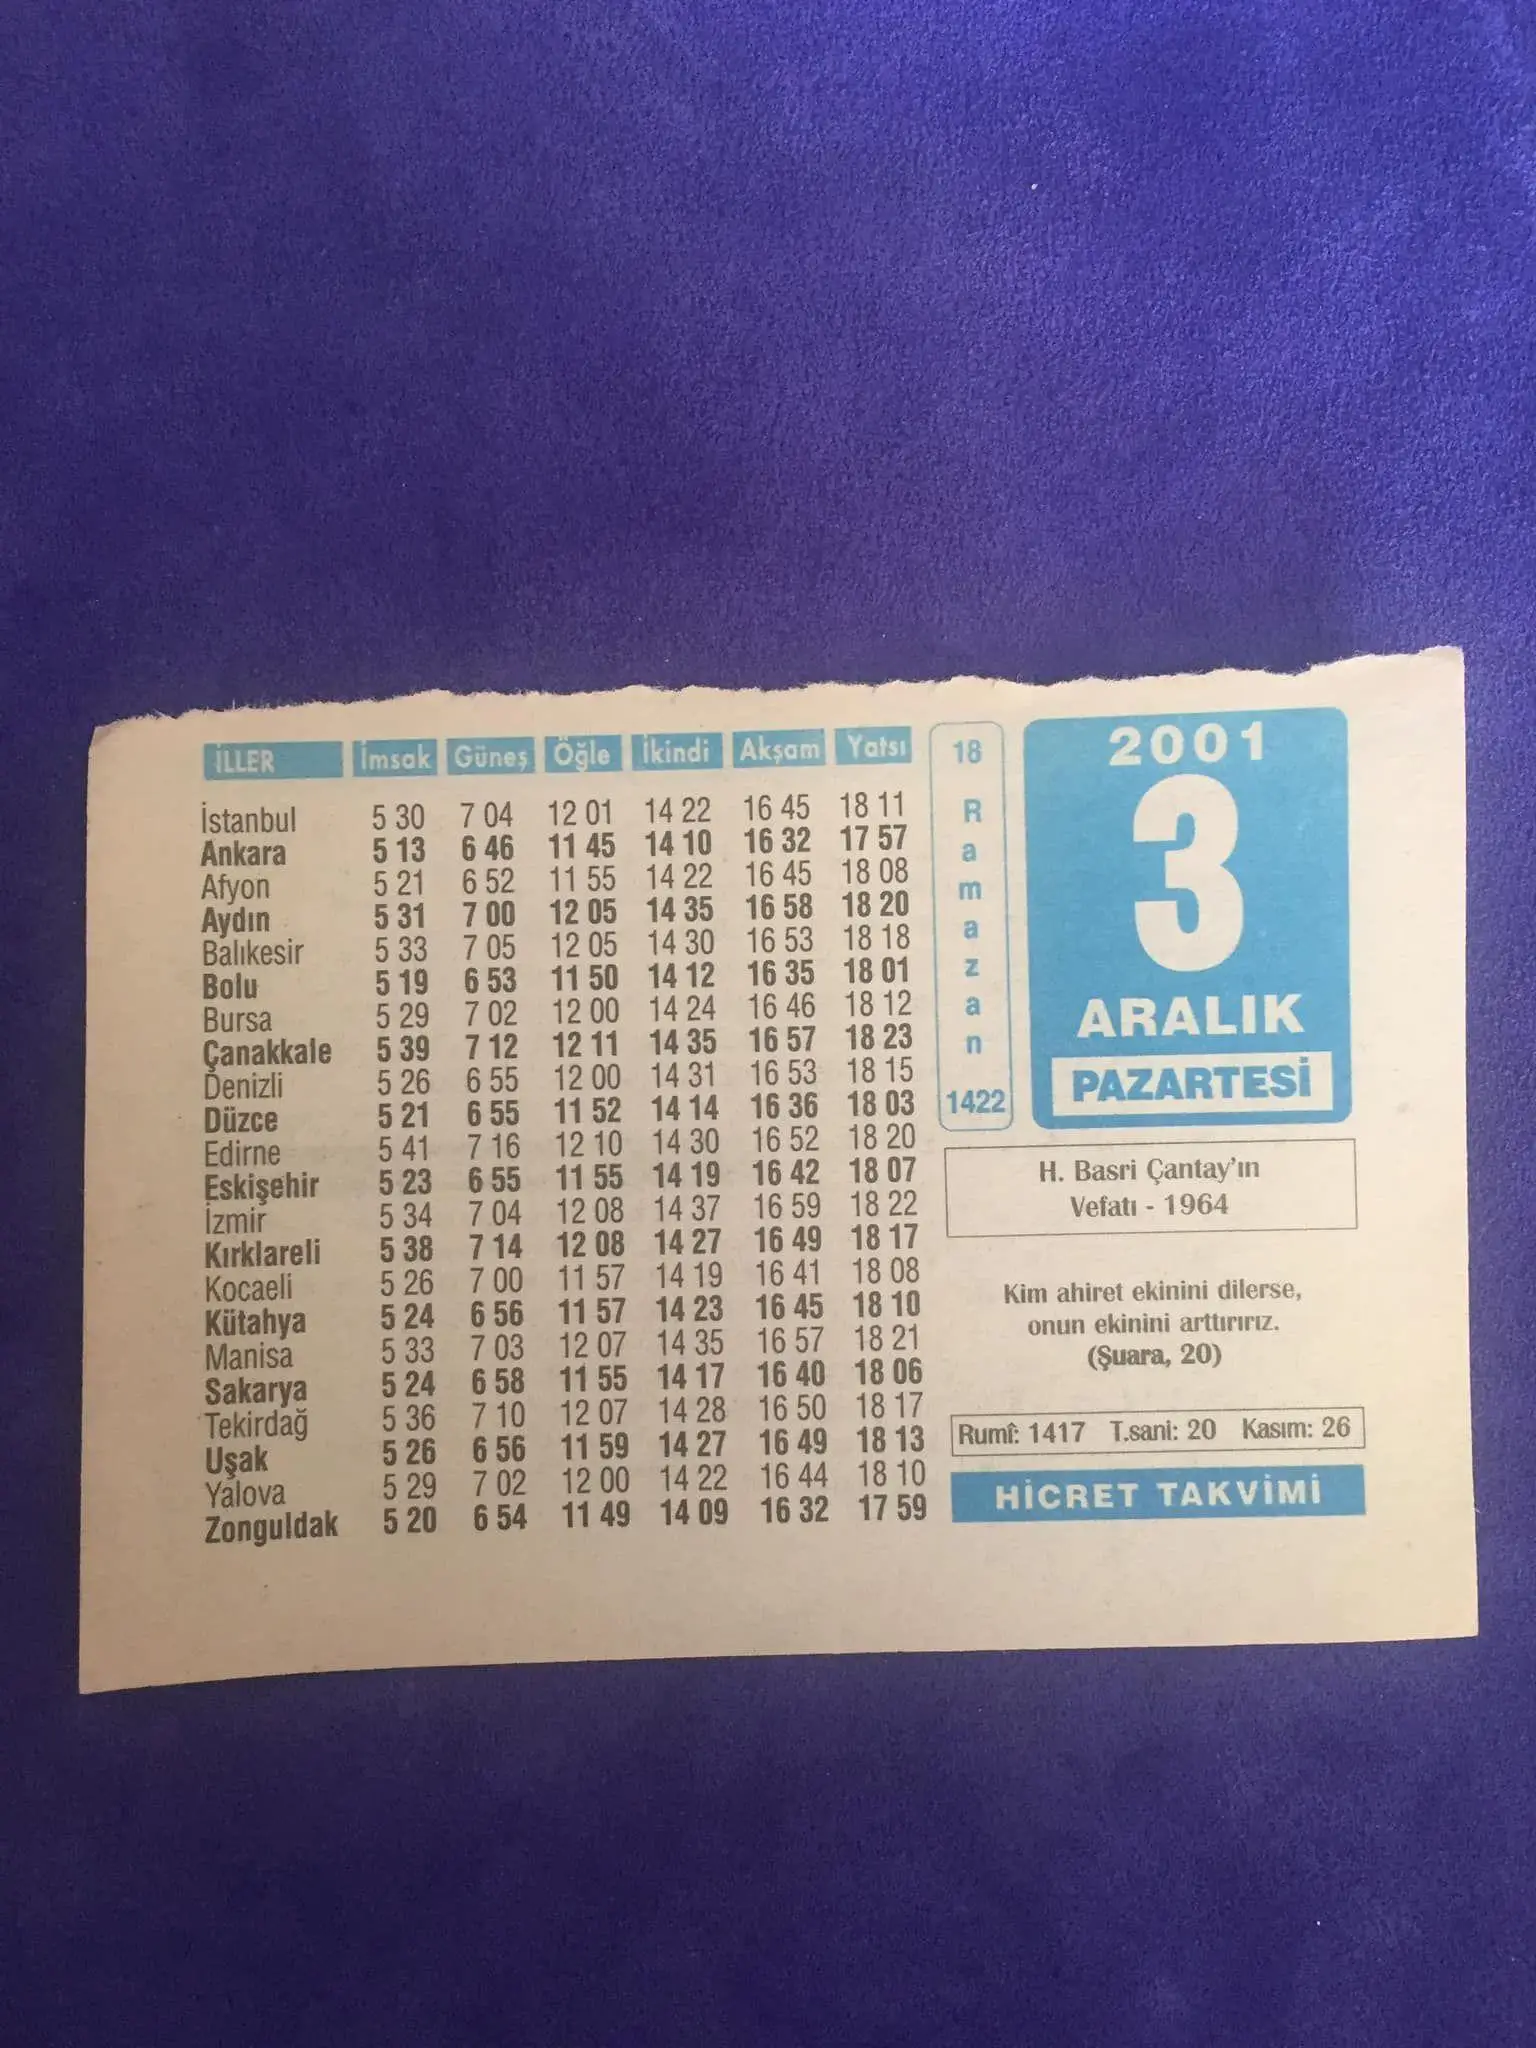 İLLER İmsak Güneş Öğle İkindi Akşam Yatsı
İstanbul 5 30 7 04 12 01 14 22 16 45 18 11
Ankara 5 13 6 46 11 45 14 10 16 32 17 57
Afyon 5 21 6 52 11 55 14 22 16 45 18 08
Aydın 5 31 7 00 12 05 14 35 16 58 18 20
Balıkesir 5 33 7 05 12 05 14 30 16 53 18 18
Bolu 5 19 6 53 11 50 14 12 16 35 18 01
Bursa 5 29 7 02 12 00 14 24 16 46 18 12
Çanakkale 5 39 7 12 12 11 14 35 16 57 18 23
Denizli 5 26 6 55 12 00 14 31 16 53 18 15
Düzce 5 21 6 55 11 52 14 14 16 36 18 03
Edirne 5 41 7 16 12 10 14 30 16 52 18 20
Eskişehir 5 23 6 55 11 55 14 19 16 42 18 07
İzmir 5 34 7 04 12 08 14 37 16 59 18 22
Kırklareli 5 38 7 14 12 08 14 27 16 49 18 17
Kocaeli 5 26 7 00 11 57 14 19 16 41 18 08
Kütahya 5 24 6 56 11 57 14 23 16 45 18 10
Manisa 5 33 7 03 12 07 14 35 16 57 18 21
Sakarya 5 24 6 58 11 55 14 17 16 40 18 06
Tekirdağ 5 36 7 10 12 07 14 28 16 50 18 17
Uşak 5 26 6 56 11 59 14 27 16 49 18 13
Yalova 5 29 7 02 12 00 14 22 16 44 18 10
Zonguldak 5 20 6 54 11 49 14 09 16 32 17 59
18
Ramazan
1422
2001
3
ARALIK
PAZARTESİ
H. Basri Çantay'ın
Vefatı - 1964
Kim ahiret ekinini dilerse,
onun ekinini arttırırız.
(Şuara, 20)
Rumî: 1417 T.sani: 20 Kasım: 26
HİCRET TAKVİMİ